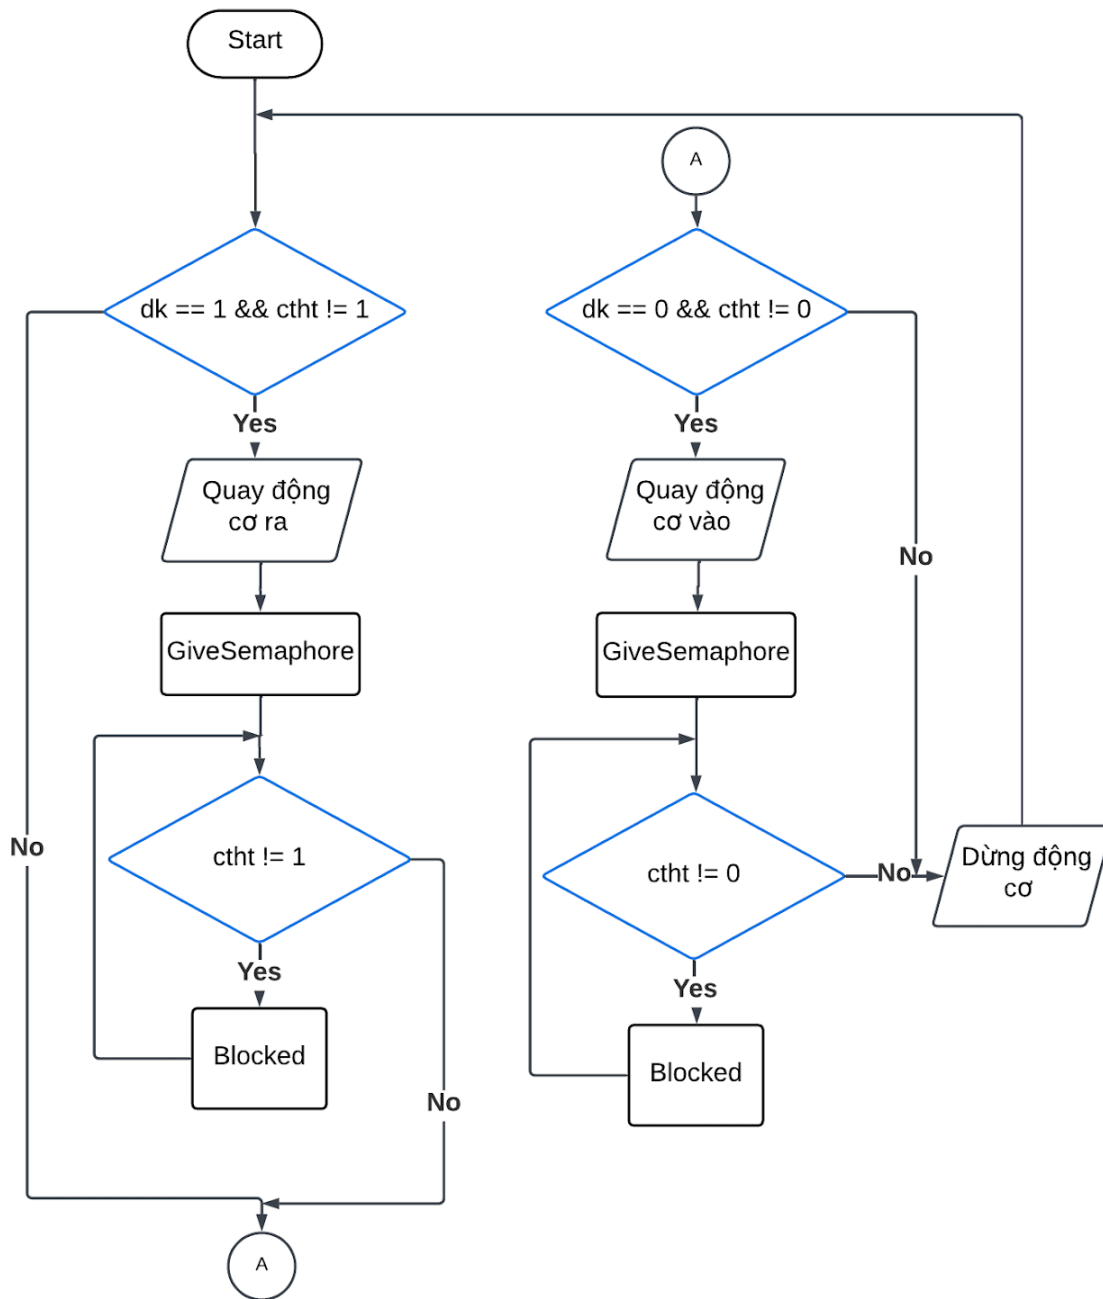 Start
dk == 1 && ctht != 1
Yes
Quay động
cơ ra
GiveSemaphore
ctht != 1
Yes
Blocked
No
No
A
A
dk == 0 && ctht != 0
Yes
Quay động
cơ vào
GiveSemaphore
ctht != 0
Yes
Blocked
No
No
Dừng động
cơ